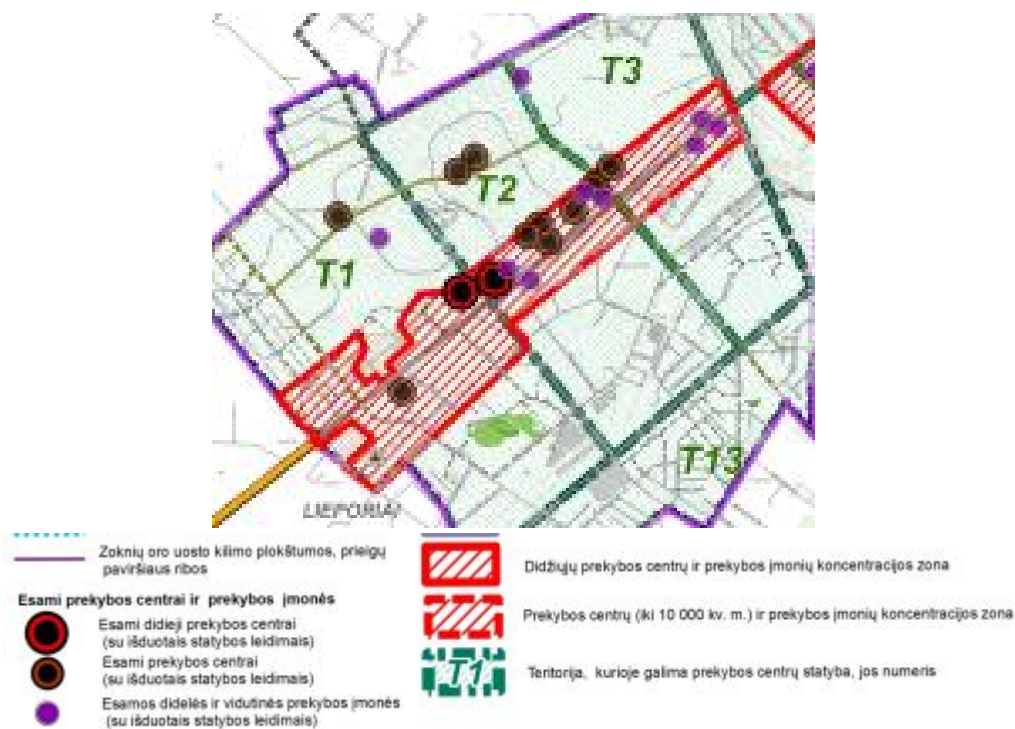 T3
T2
T1
T13
LIEPORIAI
Zoknių oro uosto kilimo plokštumos, prieigų
paviršiaus ribos
Esami prekybos centrai ir prekybos įmonės
Esami didieji prekybos centrai
(su išduotais statybos leidimais)
Esami prekybos centrai
(su išduotais statybos leidimais)
Esamos didelės ir vidutinės prekybos įmonės
(su išduotais statybos leidimais)
Didžiųjų prekybos centrų ir prekybos įmonių koncentracijos zona
Prekybos centrų (iki 10 000 kv. m.) ir prekybos įmonių koncentracijos zona
T1
Teritorija, kurioje galima prekybos centrų statyba, jos numeris